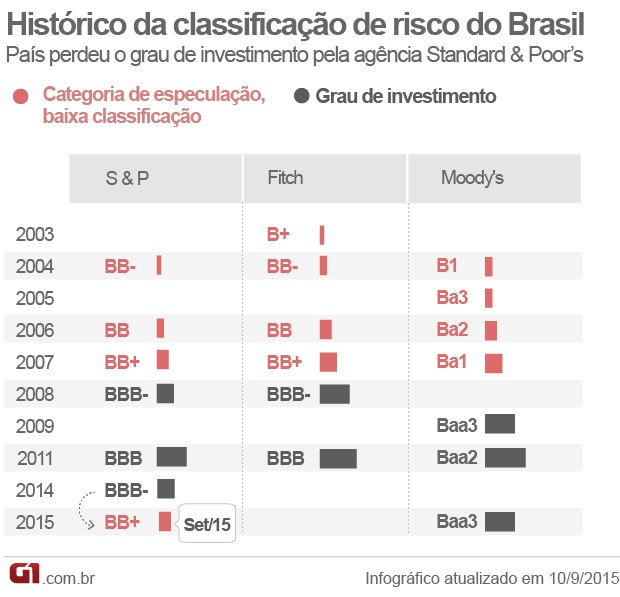 Histórico da classificação de risco do Brasil
País perdeu o grau de investimento pela agência Standard & Poor's
Categoria de especulação,
baixa classificação
Grau de investimento
S & P Fitch Moody's
2003 B+
2004 BB- BB- B1
2005 Ba3
2006 BB BB Ba2
2007 BB+ BB+ Ba1
2008 BBB- BBB-
2009 Baa3
2011 BBB BBB Baa2
2014 BBB-
2015 BB+ Set/15 Baa3
G1.com.br Infográfico atualizado em 10/9/2015